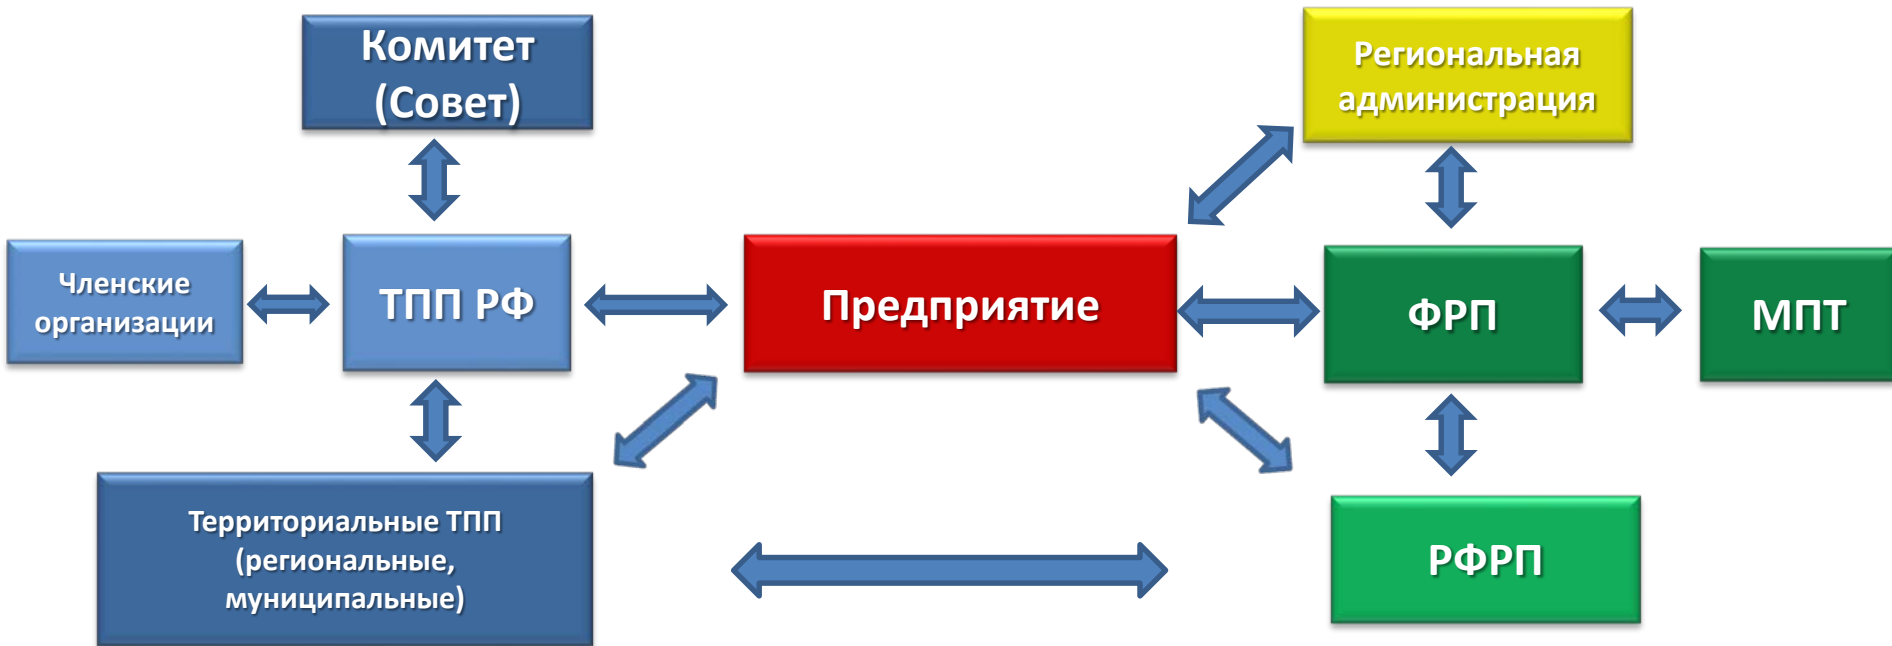 Комитет
(Совет)
Региональная
администрация
Членские
организации
ТПП РФ
Предприятие
ФРП
МПТ
Территориальные ТПП
(региональные,
муниципальные)
РФРП